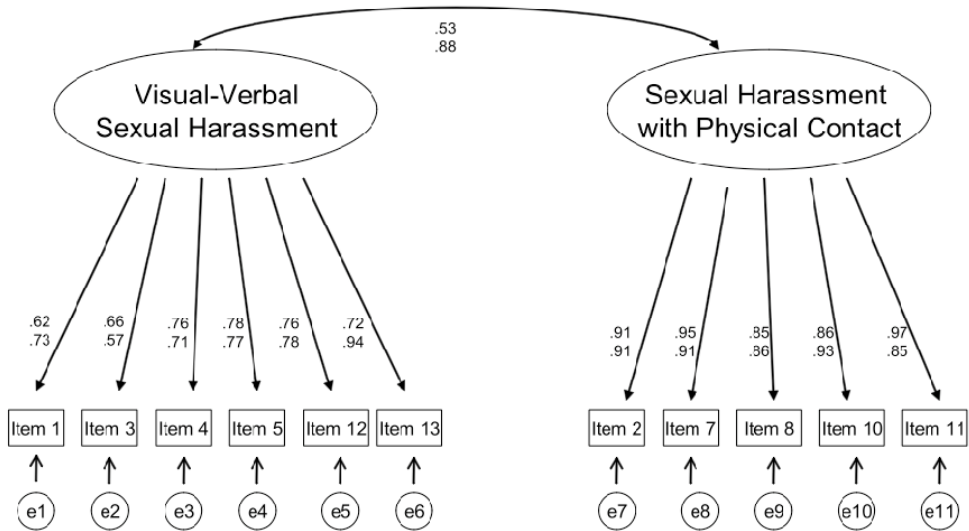 .53
.88
Visual-Verbal
Sexual Harassment
Sexual Harassment
with Physical Contact
.62 .66 .76 .78 .76 .72
.73 .57 .71 .77 .78 .94
.91 .95 .85 .86 .97
.91 .91 .86 .93 .85
Item 1 Item 3 Item 4 Item 5 Item 12 Item 13
Item 2 Item 7 Item 8 Item 10 Item 11
e1 e2 e3 e4 e5 e6
e7 e8 e9 e10 e11